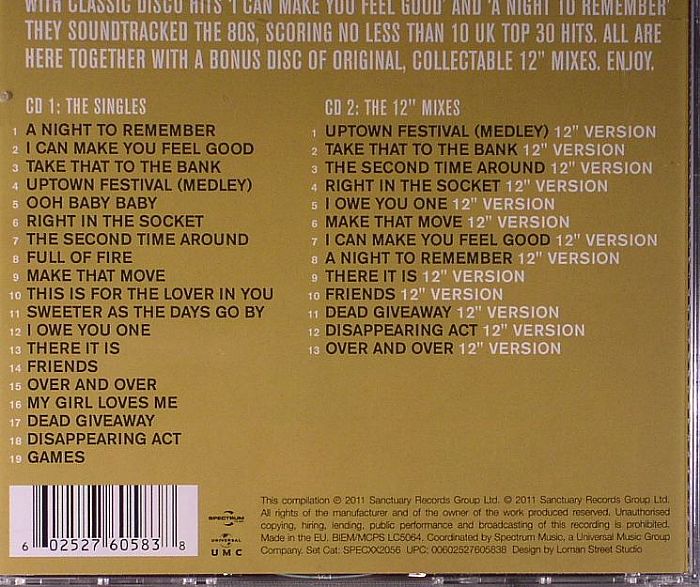 WITH CLASSIC DISCO HITS 'I CAN MAKE YOU FEEL GOOD' AND 'A NIGHT TO REMEMBER'
THEY SOUNDTRACKED THE 80S, SCORING NO LESS THAN 10 UK TOP 30 HITS. ALL ARE
HERE TOGETHER WITH A BONUS DISC OF ORIGINAL, COLLECTABLE 12" MIXES. ENJOY.
CD 1: THE SINGLES
1 A NIGHT TO REMEMBER
2 I CAN MAKE YOU FEEL GOOD
3 TAKE THAT TO THE BANK
4 UPTOWN FESTIVAL (MEDLEY)
5 OOH BABY BABY
6 RIGHT IN THE SOCKET
7 THE SECOND TIME AROUND
8 FULL OF FIRE
9 MAKE THAT MOVE
10 THIS IS FOR THE LOVER IN YOU
11 SWEETER AS THE DAYS GO BY
12 I OWE YOU ONE
13 THERE IT IS
14 FRIENDS
15 OVER AND OVER
16 MY GIRL LOVES ME
17 DEAD GIVEAWAY
18 DISAPPEARING ACT
19 GAMES
CD 2: THE 12" MIXES
1 UPTOWN FESTIVAL (MEDLEY) 12" VERSION
2 TAKE THAT TO THE BANK 12" VERSION
3 THE SECOND TIME AROUND 12" VERSION
4 RIGHT IN THE SOCKET 12" VERSION
5 I OWE YOU ONE 12" VERSION
6 MAKE THAT MOVE 12" VERSION
7 I CAN MAKE YOU FEEL GOOD 12" VERSION
8 A NIGHT TO REMEMBER 12" VERSION
9 THERE IT IS 12" VERSION
10 FRIENDS 12" VERSION
11 DEAD GIVEAWAY 12" VERSION
12 DISAPPEARING ACT 12" VERSION
13 OVER AND OVER 12" VERSION
6 02527 60583 8
SPECTRUM
UNIVERSAL
UMC
This compilation ℗ 2011 Sanctuary Records Group Ltd. © 2011 Sanctuary Records Group Ltd.
All rights of the manufacturer and of the owner of the work produced reserved. Unauthorised
copying, hiring, lending, public performance and broadcasting of this recording is prohibited.
Made in the EU. BIEM/MCPS LC5064. Coordinated by Spectrum Music, a Universal Music Group
Company. Set Cat: SPECXX2056 UPC: 00602527605838 Design by Loman Street Studio